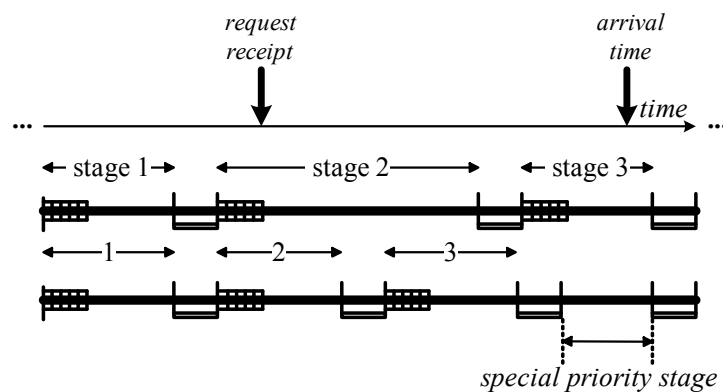 request receipt
arrival time
... time ...
stage 1 stage 2 stage 3
1 2 3
special priority stage